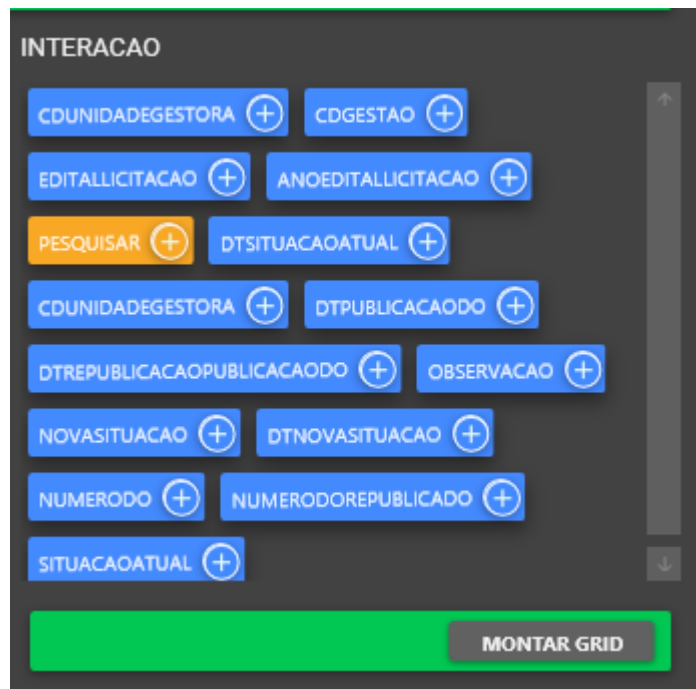 INTERACAO
CDUNIDADEGESTORA CDGESTAO
EDITALLICITACAO ANOEDITALLICITACAO
PESQUISAR DTSITUACAOATUAL
CDUNIDADEGESTORA DTPUBLICACAODO
DTREPUBLICACAOPUBLICACAODO OBSERVACAO
NOVASITUACAO DTNOVASITUACAO
NUMERODO NUMERODOREPUBLICADO
SITUACAOATUAL
MONTAR GRID